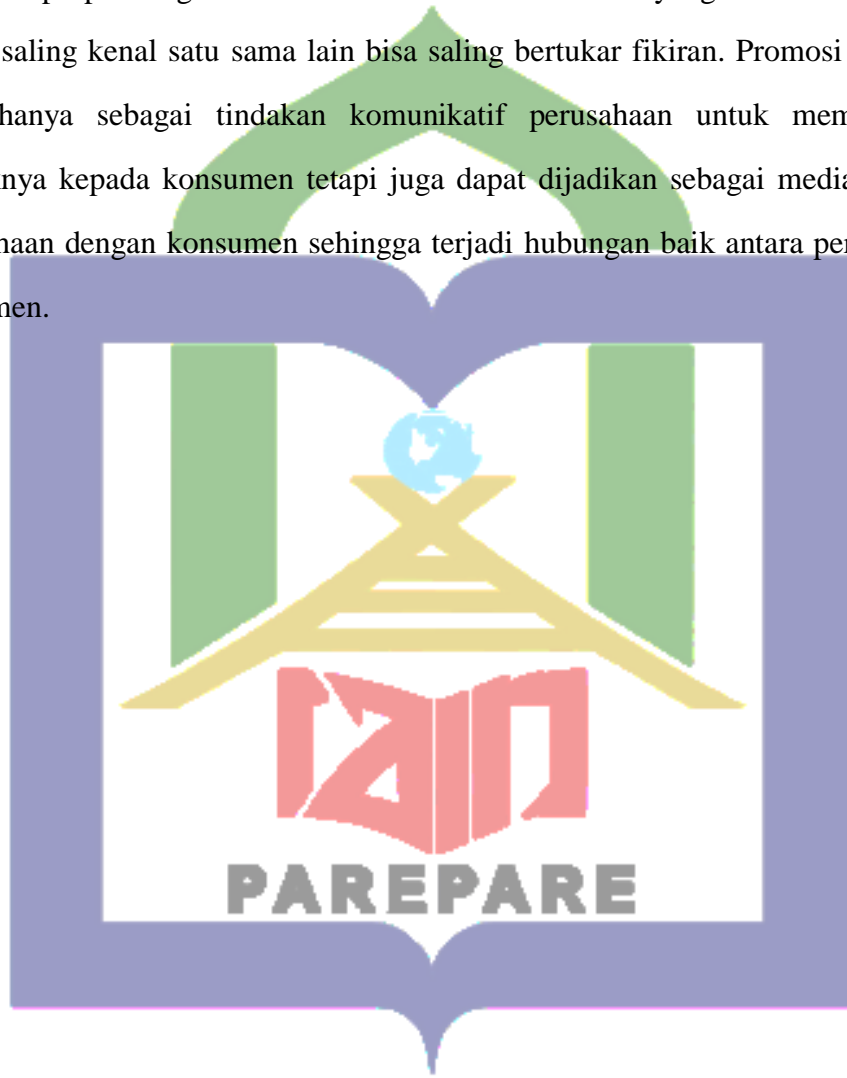 saling kenal satu sama lain bisa saling bertukar fikiran. Promosi
hanya sebagai tindakan komunikatif perusahaan untuk mem
nya kepada konsumen tetapi juga dapat dijadikan sebagai media
haan dengan konsumen sehingga terjadi hubungan baik antara per
men.
iain
PAREPARE